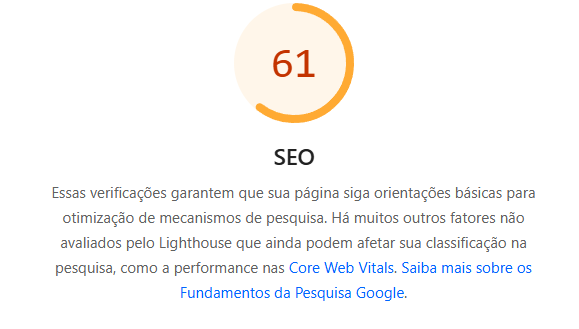 61
SEO
Essas verificações garantem que sua página siga orientações básicas para
otimização de mecanismos de pesquisa. Há muitos outros fatores não
avaliados pelo Lighthouse que ainda podem afetar sua classificação na
pesquisa, como a performance nas Core Web Vitals. Saiba mais sobre os
Fundamentos da Pesquisa Google.